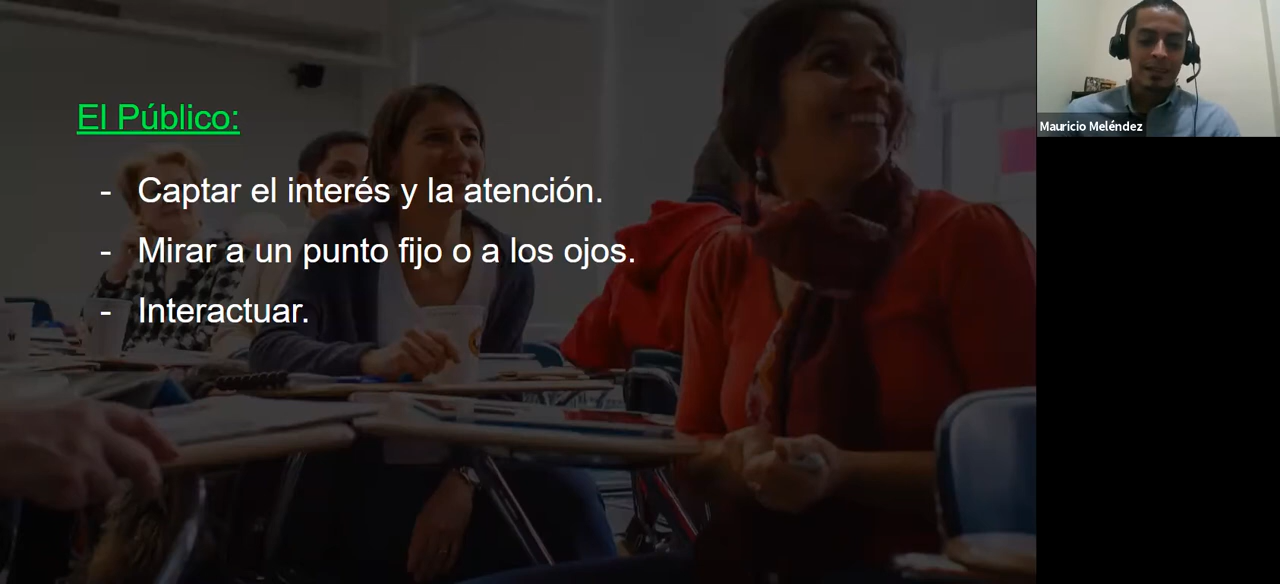 El Público:
- Captar el interés y la atención.
- Mirar a un punto fijo o a los ojos.
- Interactuar.
Mauricio Meléndez